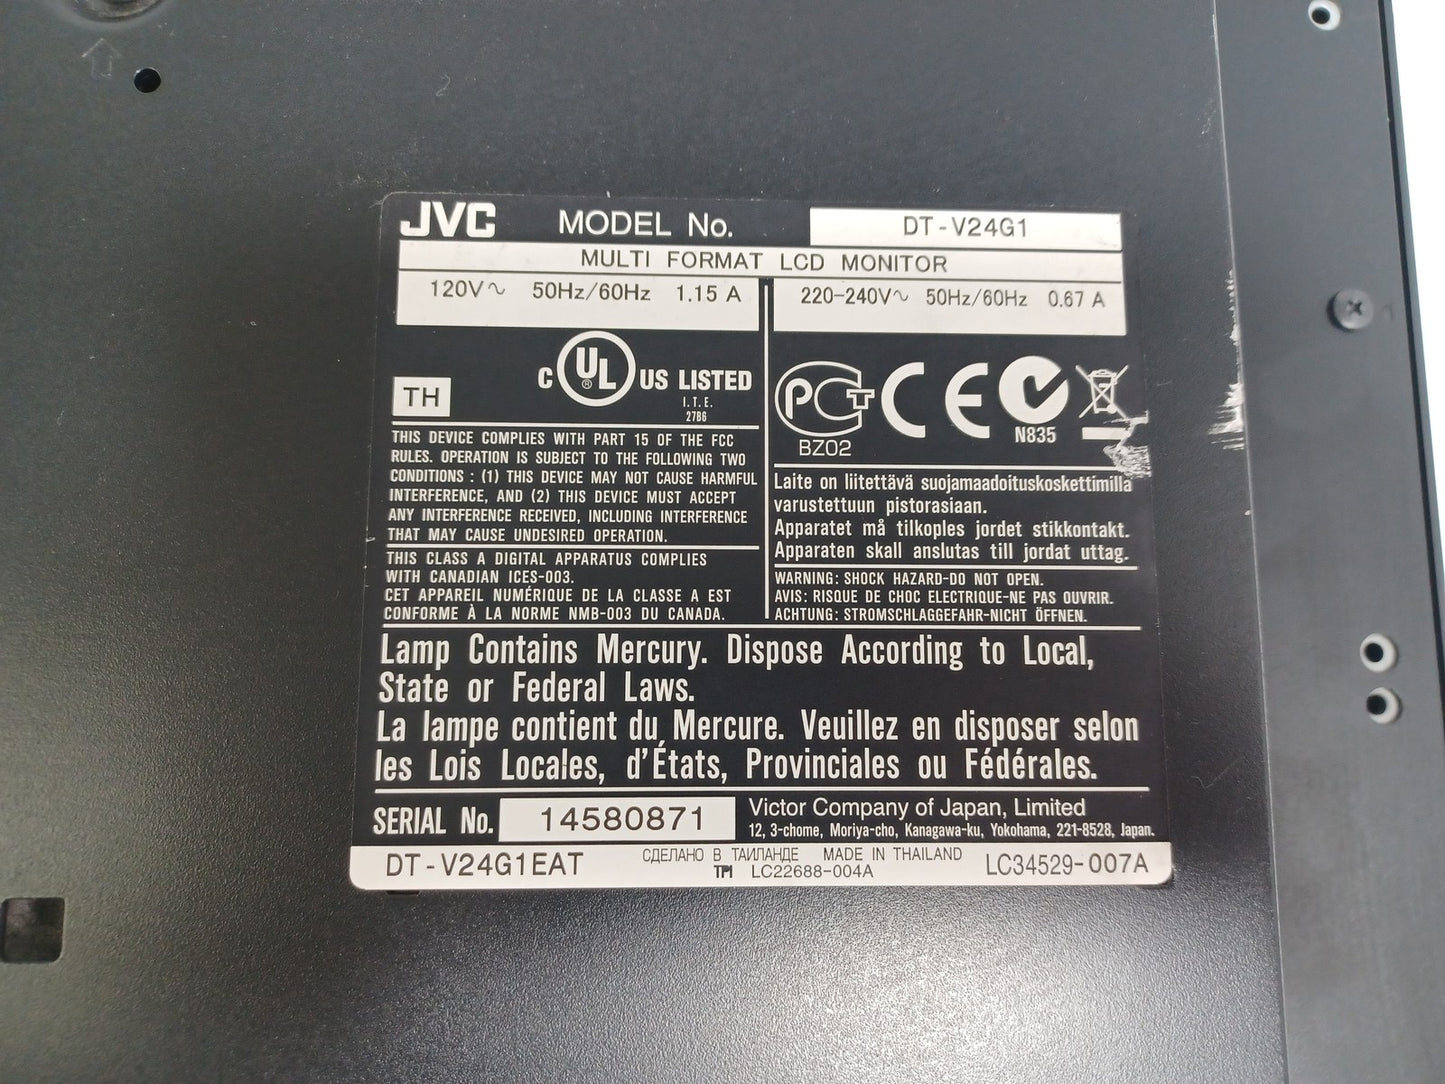 JVC MODEL No. DT-V24G1
MULTI FORMAT LCD MONITOR
120V~ 50Hz/60Hz 1.15 A
220-240V~ 50Hz/60Hz 0.67 A
TH
C UL ® US LISTED
I.T.E.
27B6
THIS DEVICE COMPLIES WITH PART 15 OF THE FCC
RULES. OPERATION IS SUBJECT TO THE FOLLOWING TWO
CONDITIONS : (1) THIS DEVICE MAY NOT CAUSE HARMFUL
INTERFERENCE, AND (2) THIS DEVICE MUST ACCEPT
ANY INTERFERENCE RECEIVED, INCLUDING INTERFERENCE
THAT MAY CAUSE UNDESIRED OPERATION.
THIS CLASS A DIGITAL APPARATUS COMPLIES
WITH CANADIAN ICES-003.
CET APPAREIL NUMÉRIQUE DE LA CLASSE A EST
CONFORME À LA NORME NMB-003 DU CANADA.
PCT CE
BZ02
N835
Laite on liitettävä suojamaadoituskoskettimilla
varustettuun pistorasiaan.
Apparatet må tilkoples jordet stikkontakt.
Apparaten skall anslutas till jordat uttag.
WARNING: SHOCK HAZARD-DO NOT OPEN.
AVIS: RISQUE DE CHOC ELECTRIQUE-NE PAS OUVRIR.
ACHTUNG: STROMSCHLAGGEFAHR-NICHT ÖFFNEN.
Lamp Contains Mercury. Dispose According to Local,
State or Federal Laws.
La lampe contient du Mercure. Veuillez en disposer selon
les Lois Locales, d'États, Provinciales ou Fédérales.
SERIAL No. 14580871
Victor Company of Japan, Limited
12, 3-chome, Moriya-cho, Kanagawa-ku, Yokohama, 221-8528, Japan.
DT-V24G1EAT
СДЕЛАНО В ТАИЛАНДЕ MADE IN THAILAND
TPI LC22688-004A
LC34529-007A